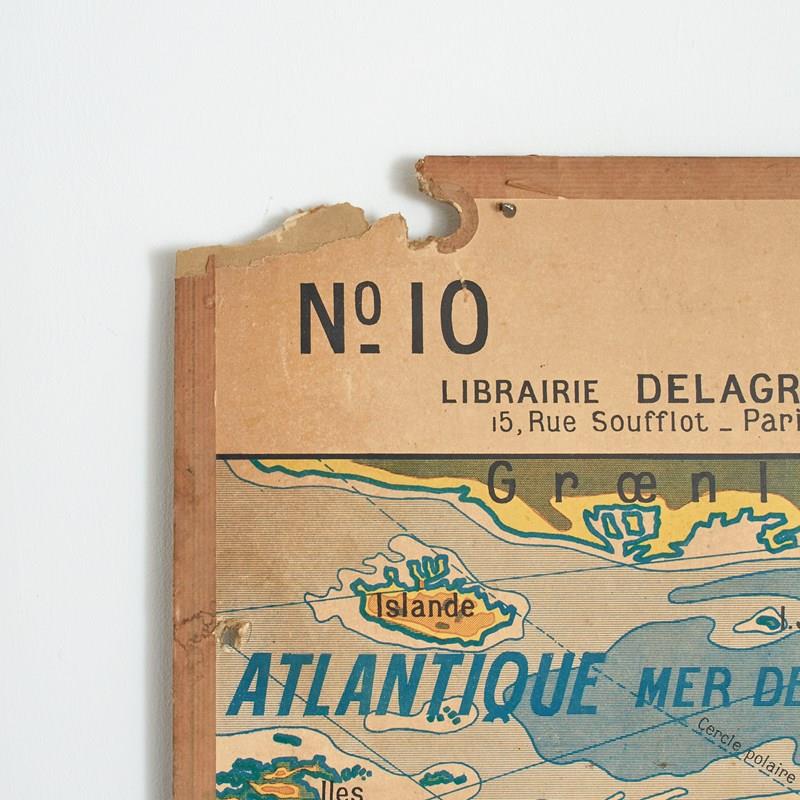 No 10
LIBRAIRIE DELAGR
15, Rue Soufflot _ Pari
Grœnl
Islande
ATLANTIQUE MER DE
Cercle polaire
Iles